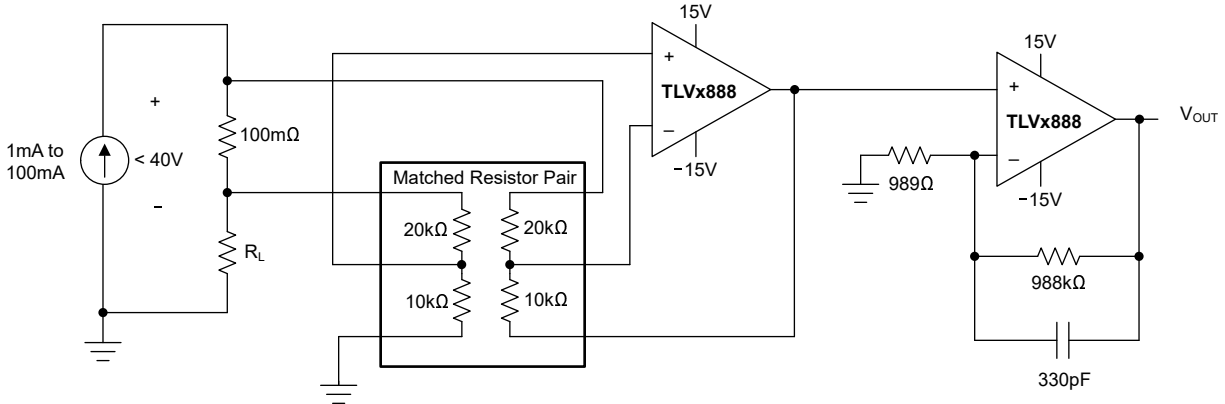 1mA to
100mA
+
< 40V
−
100mΩ
RL
Matched Resistor Pair
20kΩ
20kΩ
10kΩ
10kΩ
15V
+
TLVx888
−
−15V
15V
+
TLVx888
−
−15V
VOUT
989Ω
988kΩ
330pF